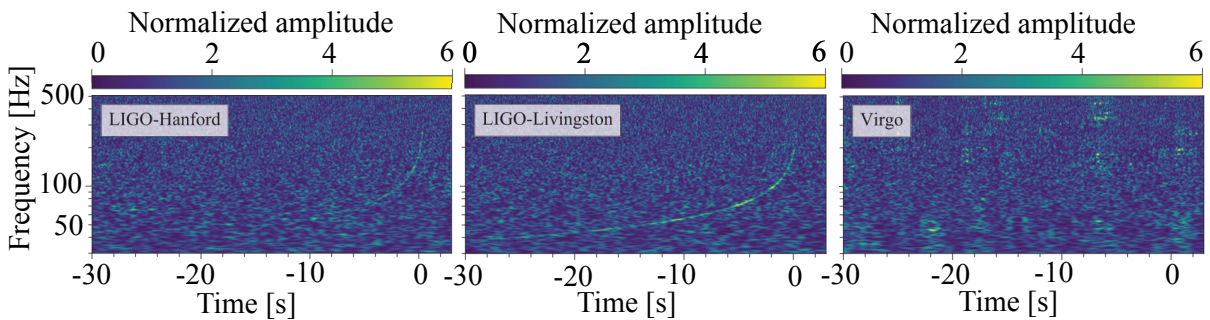 Normalized amplitude Normalized amplitude Normalized amplitude
0 2 4 6 0 2 4 6 0 2 4 6
500
LIGO-Hanford LIGO-Livingston Virgo
Frequency [Hz]
100
50
-30 -20 -10 0 -30 -20 -10 0 -30 -20 -10 0
Time [s] Time [s] Time [s]